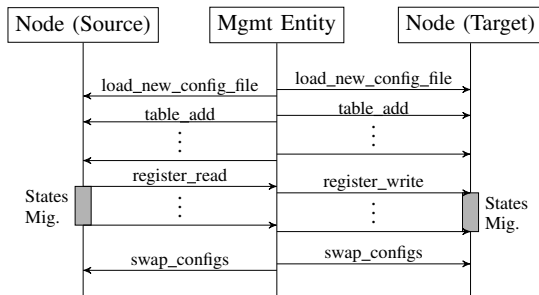 Node (Source) Mgmt Entity Node (Target)
load_new_config_file load_new_config_file
table_add table_add
register_read register_write
States Mig. States Mig.
swap_configs swap_configs